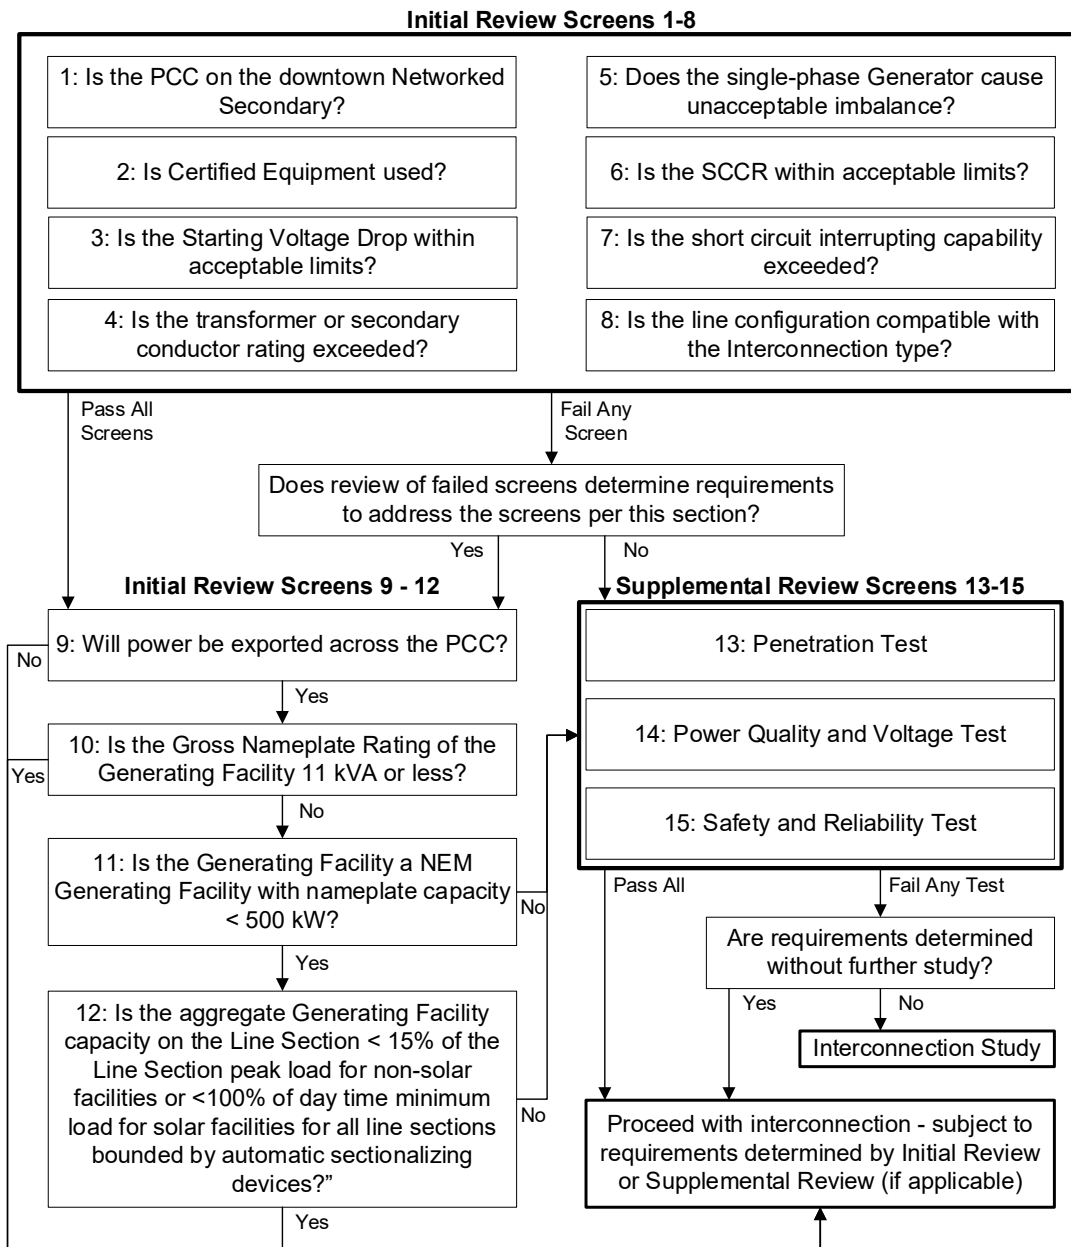 Initial Review Screens 1-8
1: Is the PCC on the downtown Networked
Secondary?
2: Is Certified Equipment used?
3: Is the Starting Voltage Drop within
acceptable limits?
4: Is the transformer or secondary
conductor rating exceeded?
5: Does the single-phase Generator cause
unacceptable imbalance?
6: Is the SCCR within acceptable limits?
7: Is the short circuit interrupting capability
exceeded?
8: Is the line configuration compatible with
the Interconnection type?
Pass All
Screens
Fail Any
Screen
Does review of failed screens determine requirements
to address the screens per this section?
Yes
No
Initial Review Screens 9 - 12
9: Will power be exported across the PCC?
No
Yes
10: Is the Gross Nameplate Rating of the
Generating Facility 11 kVA or less?
Yes
No
11: Is the Generating Facility a NEM
Generating Facility with nameplate capacity
< 500 kW?
No
Yes
12: Is the aggregate Generating Facility
capacity on the Line Section < 15% of the
Line Section peak load for non-solar
facilities or <100% of day time minimum
load for solar facilities for all line sections
bounded by automatic sectionalizing
devices?”
No
Yes
Supplemental Review Screens 13-15
13: Penetration Test
14: Power Quality and Voltage Test
15: Safety and Reliability Test
Pass All
Fail Any Test
Are requirements determined
without further study?
Yes
No
Interconnection Study
Proceed with interconnection - subject to
requirements determined by Initial Review
or Supplemental Review (if applicable)